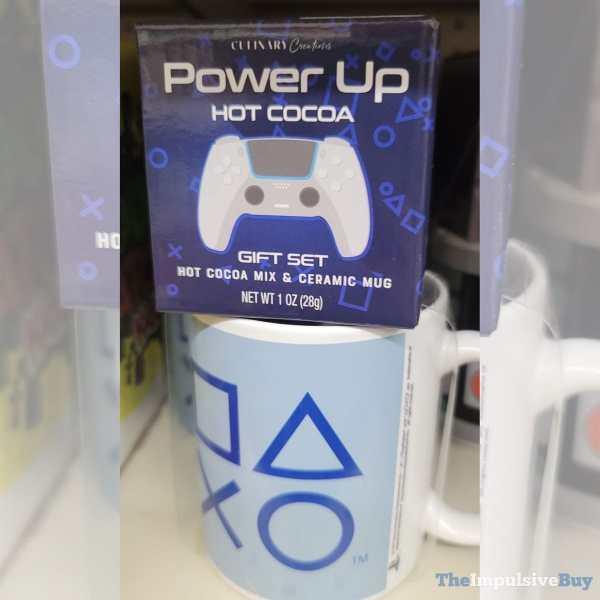 CULINARY Creations
Power Up
HOT COCOA
GIFT SET
HOT COCOA MIX & CERAMIC MUG
NET WT 1 OZ (28g)
HO
TM
TheImpulsiveBuy